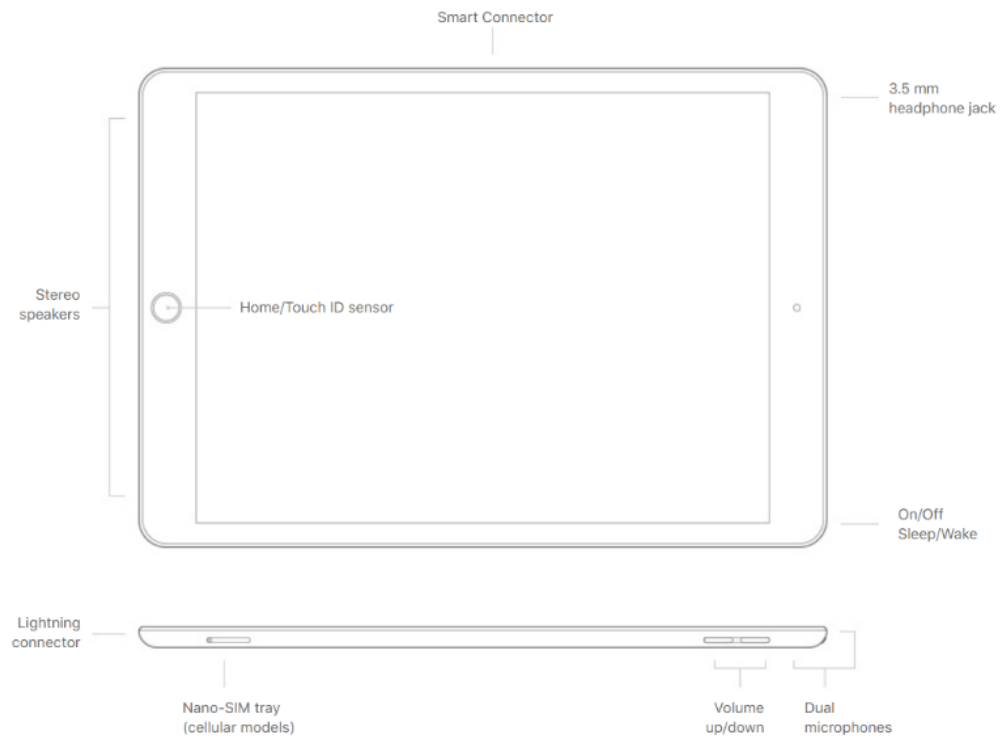 Smart Connector
3.5 mm
headphone jack
Stereo
speakers
Home/Touch ID sensor
On/Off
Sleep/Wake
Lightning
connector
Nano-SIM tray
(cellular models)
Volume
up/down
Dual
microphones